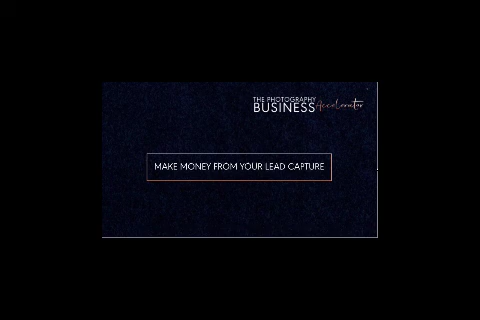 THE PHOTOGRAPHY
BUSINESS Accelerator
MAKE MONEY FROM YOUR LEAD CAPTURE